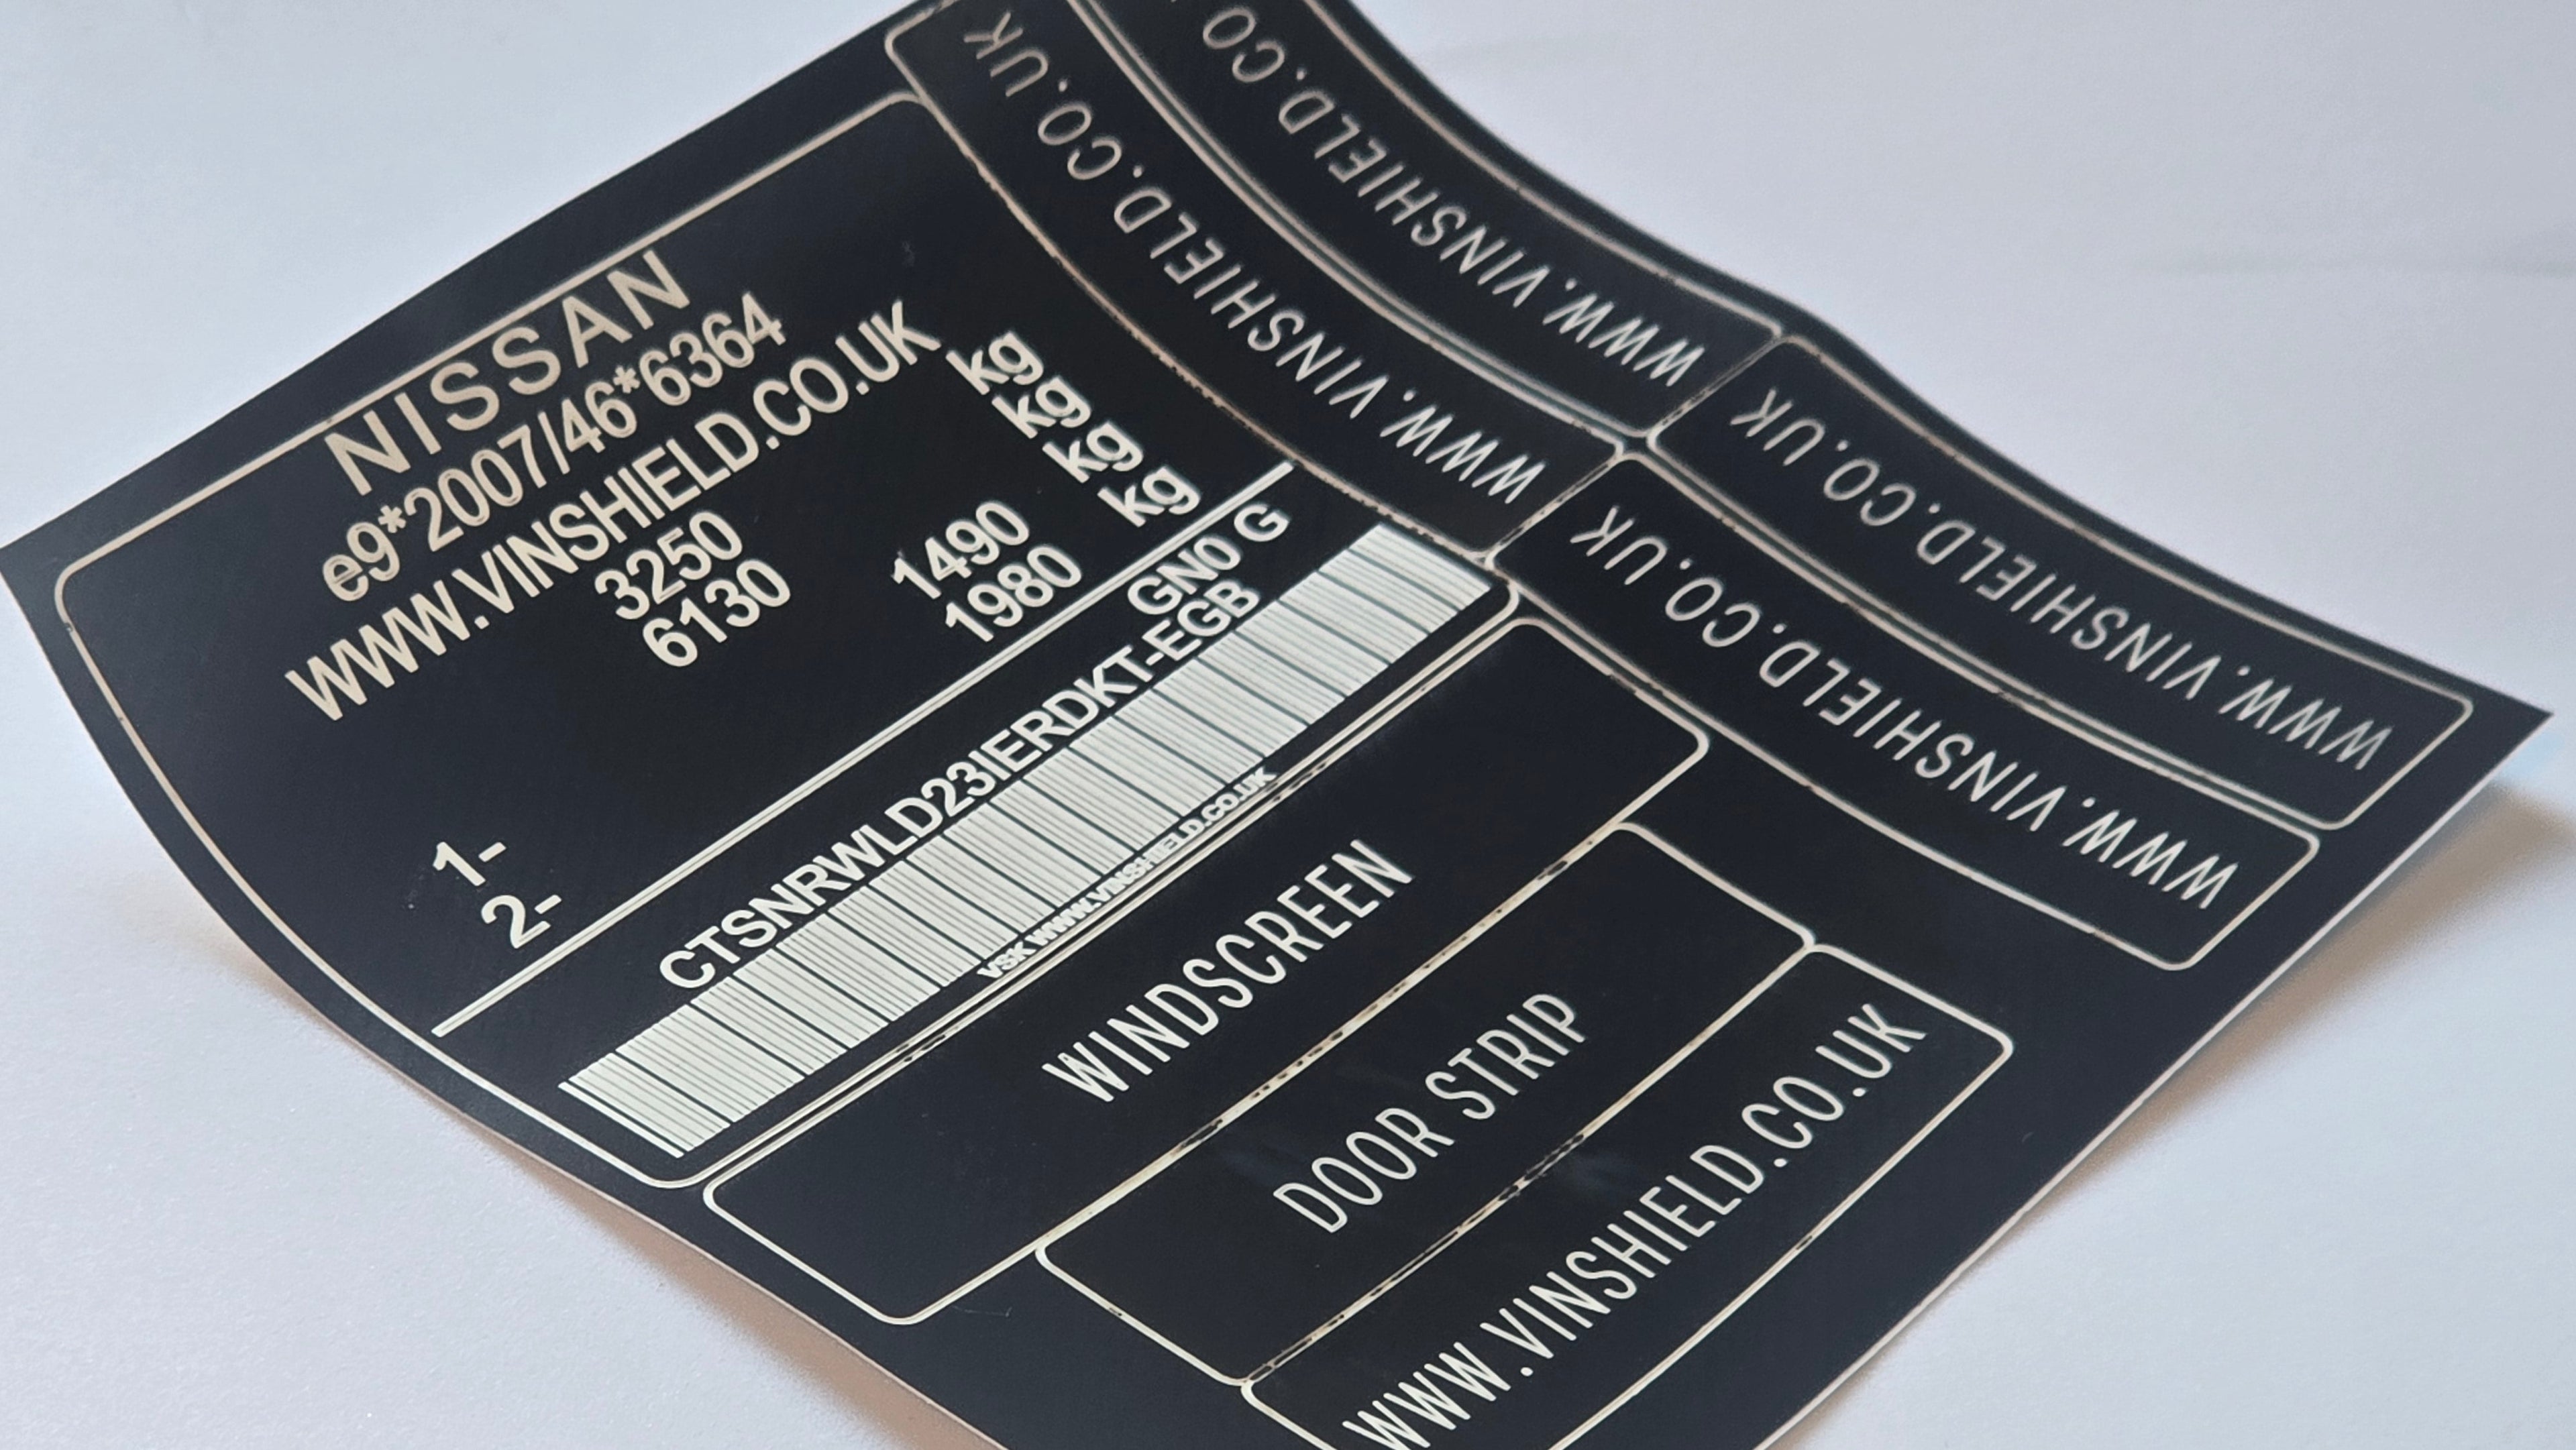 NISSAN
e9*2007/46*6364
WWW.VINSHIELD.CO.UK
3250 kg
6130 kg
1- 1490 kg
2- 1980 kg
GN0 G
CTSNRWLD23IERDKT-EGB
VSK WWW.VINSHIELD.CO.UK
WINDSCREEN
DOOR STRIP
WWW.VINSHIELD.CO.UK
WWW.VINSHIELD.CO.UK
WWW.VINSHIELD.CO
WWW.VINSHIELD.CO.UK
WWW.VINSHIELD.CO.UK